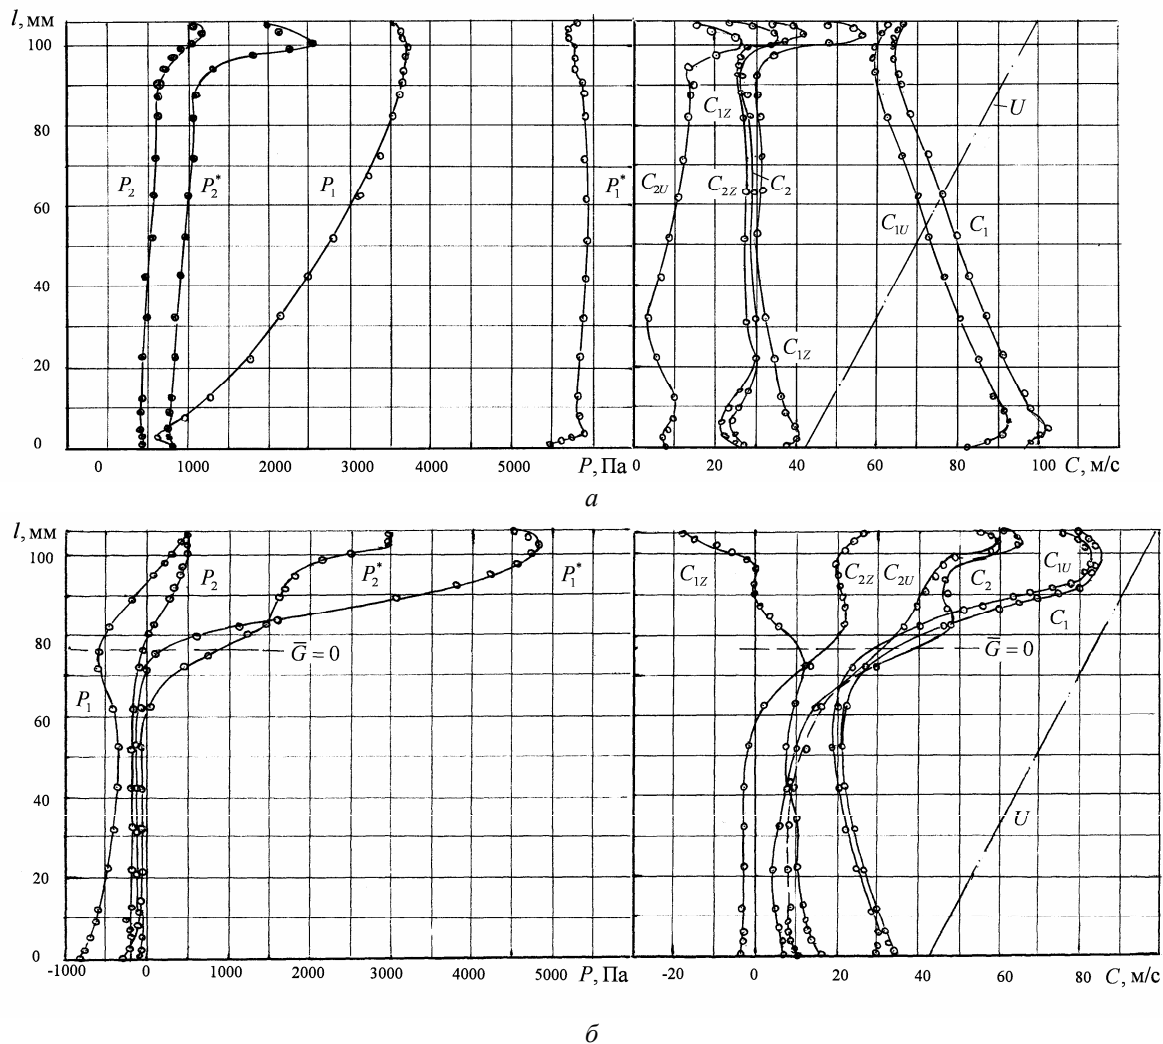 l, мм
100
80
60
40
20
0
P₂
P₂*
P₁
P₁*
0 1000 2000 3000 4000 5000 P, Па
C₁Z
U
C₂U
C₂Z
C₂
C₁U
C₁
C₁Z
0 20 40 60 80 100 C, м/с
а
l, мм
100
80
60
40
20
0
P₂
P₂*
P₁*
G̅ = 0
P₁
-1000 0 1000 2000 3000 4000 5000 P, Па
C₁Z
C₂Z
C₂U
C₂
C₁U
C₁
G̅ = 0
U
-20 0 20 40 60 80 C, м/с
б